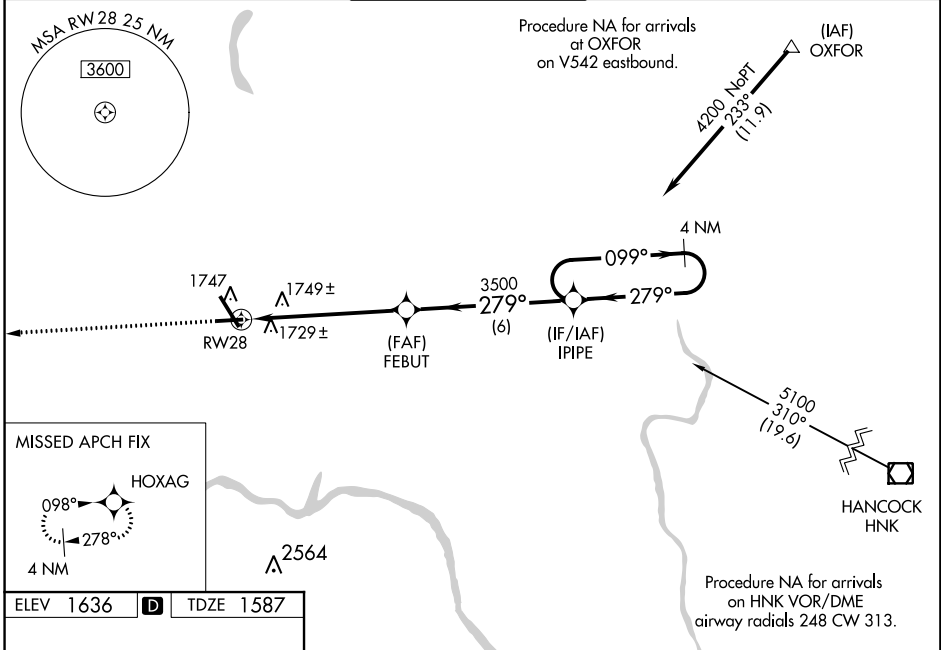 MSA RW 28 25 NM
3600
Procedure NA for arrivals
at OXFOR
on V542 eastbound.
(IAF)
OXFOR
4200 NoPT
233°
(11.9)
4 NM
099°
279°
3500
279°
(6)
(IF/IAF)
IPIPE
(FAF)
FEBUT
1747
1749±
1729±
RW28
5100
310°
(19.6)
HANCOCK
HNK
MISSED APCH FIX
HOXAG
098°
278°
4 NM
2564
Procedure NA for arrivals
on HNK VOR/DME
airway radials 248 CW 313.
ELEV 1636 D TDZE 1587